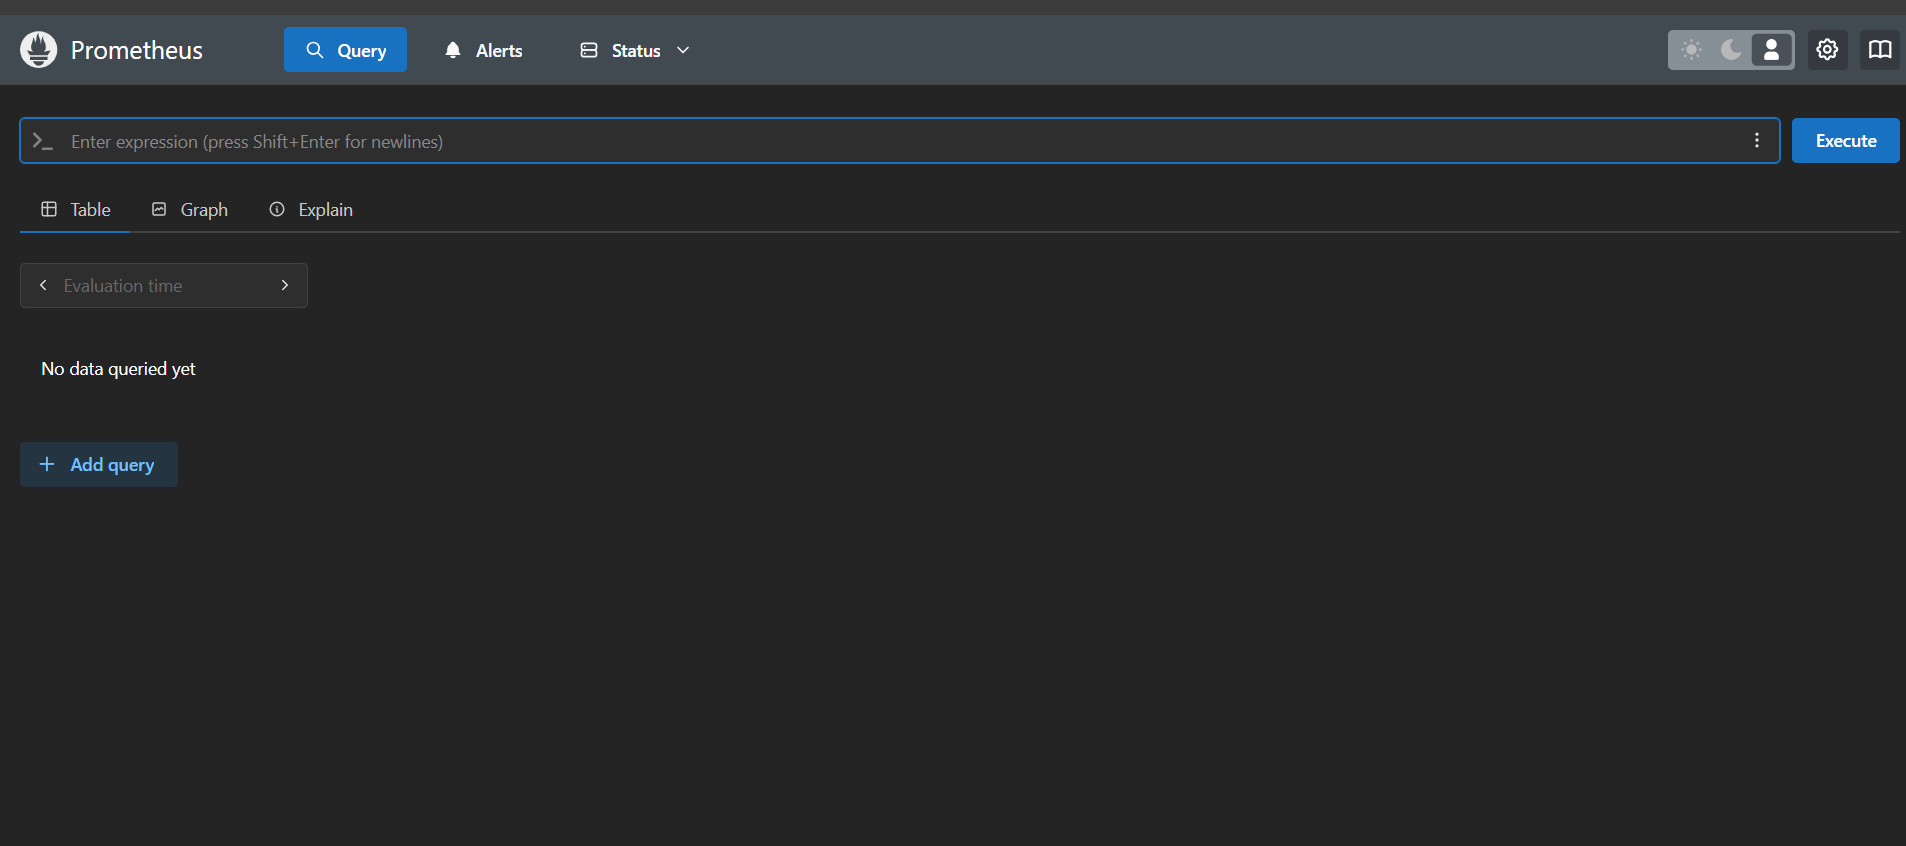 Prometheus Query Alerts Status
Enter expression (press Shift+Enter for newlines) Execute
Table Graph Explain
Evaluation time
No data queried yet
Add query